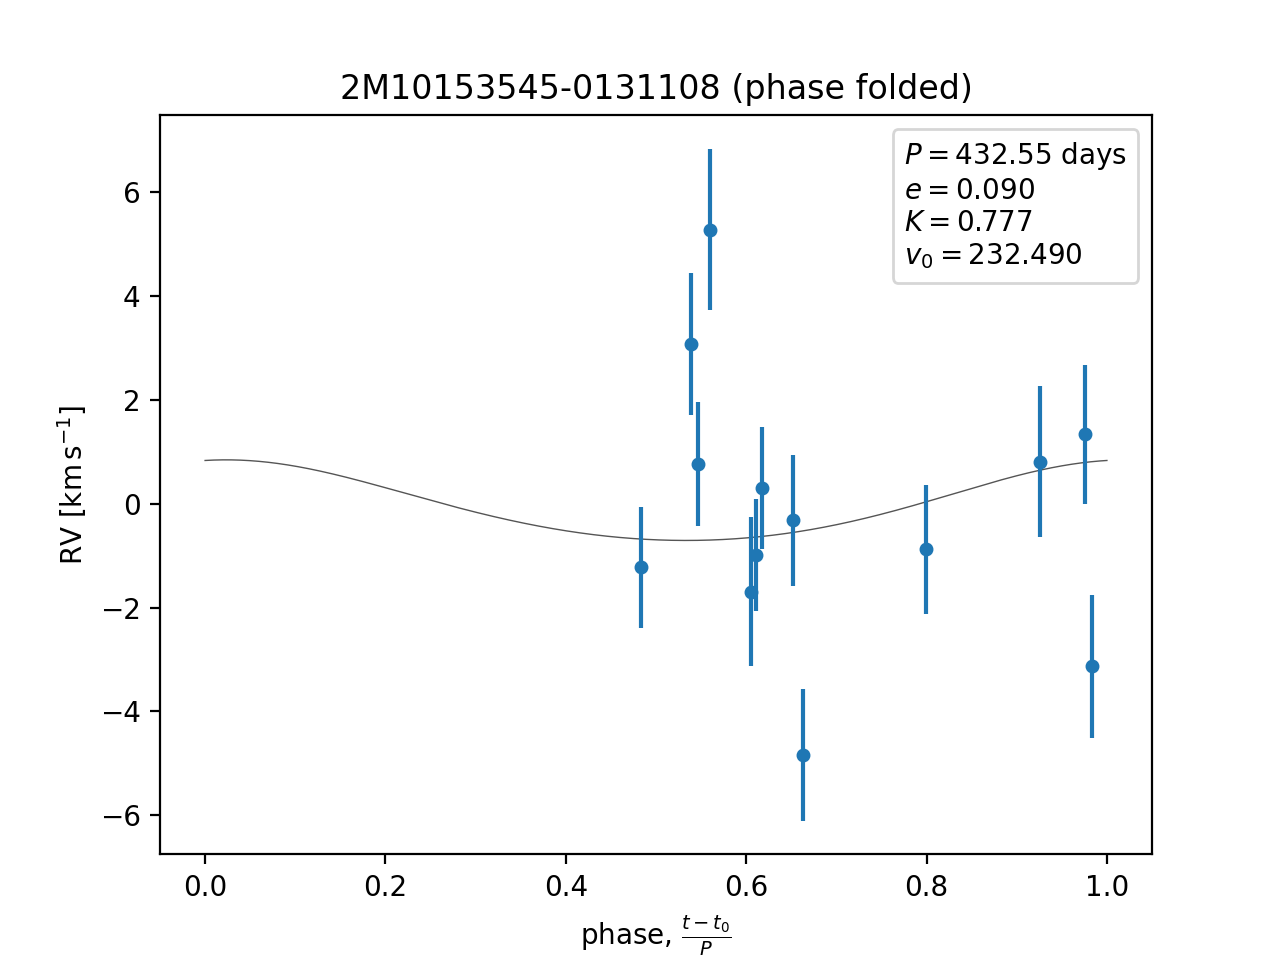 2M10153545-0131108 (phase folded)
P = 432.55 days
e = 0.090
K = 0.777
v₀ = 232.490
RV [km s⁻¹]
6
4
2
0
−2
−4
−6
0.0 0.2 0.4 0.6 0.8 1.0
phase, (t − t₀)/P